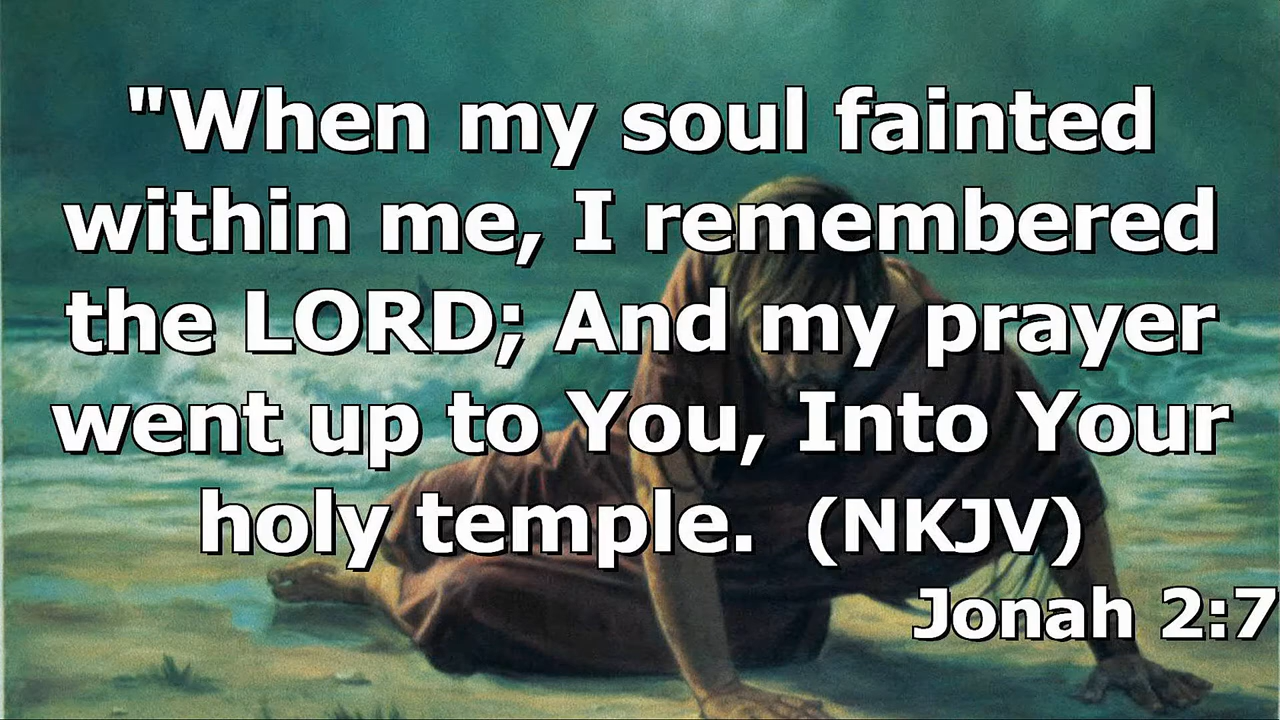 "When my soul fainted
within me, I remembered
the LORD; And my prayer
went up to You, Into Your
holy temple.  (NKJV)
Jonah 2:7